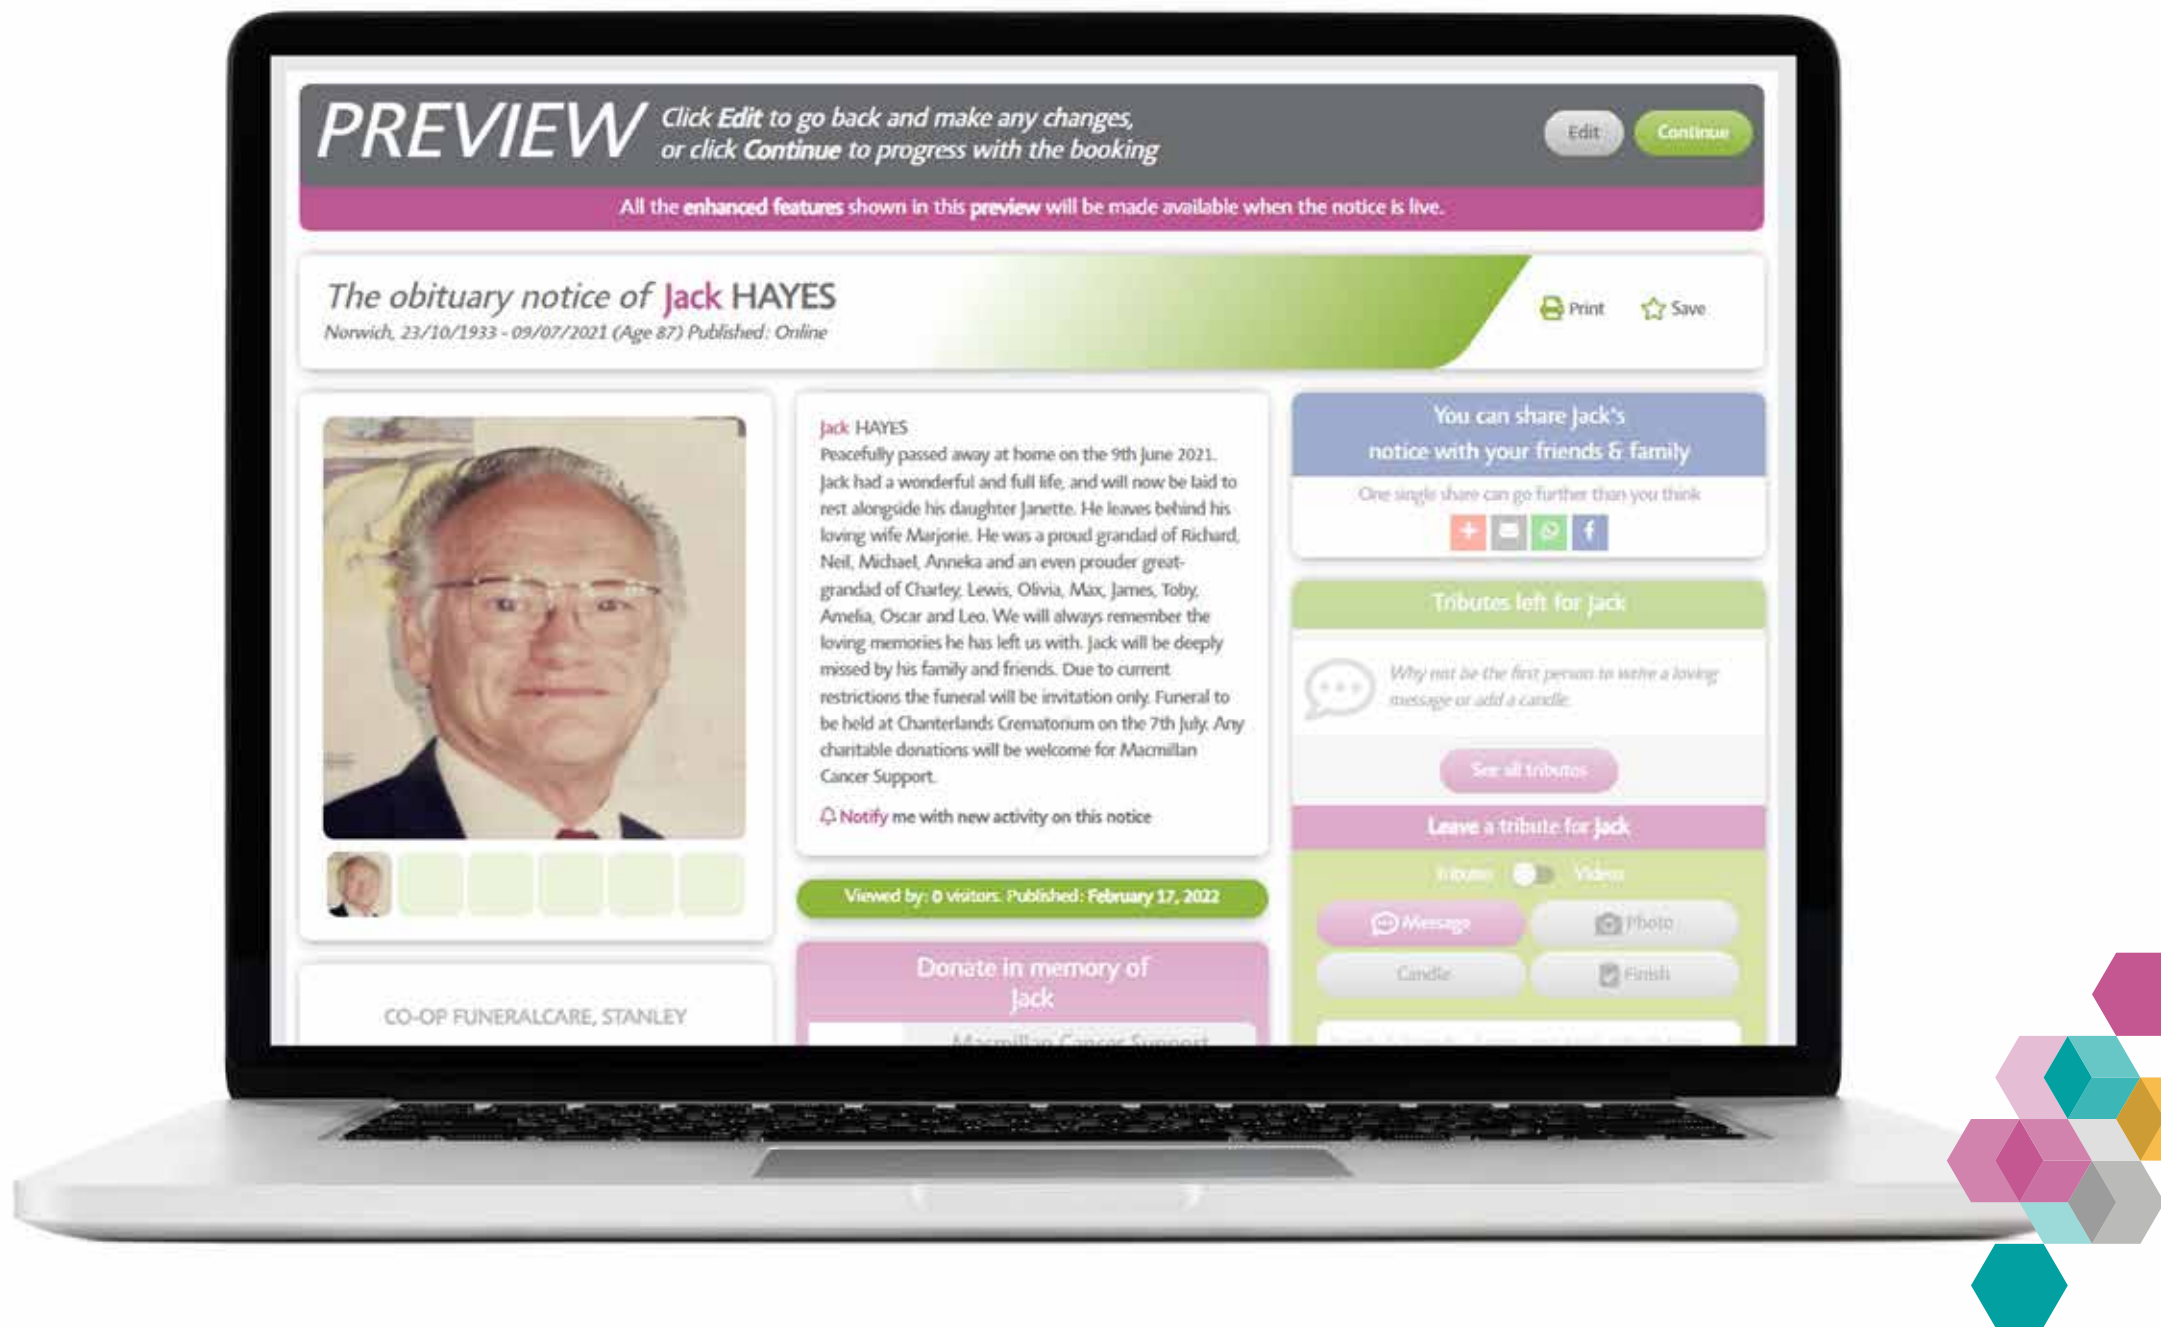 PREVIEW
Click Edit to go back and make any changes,
or click Continue to progress with the booking
Edit
Continue
All the enhanced features shown in this preview will be made available when the notice is live.
The obituary notice of Jack HAYES
Norwich, 23/10/1933 - 09/07/2021 (Age 87) Published: Online
Print
Save
Jack HAYES
Peacefully passed away at home on the 9th June 2021.
Jack had a wonderful and full life, and will now be laid to
rest alongside his daughter Janette. He leaves behind his
loving wife Marjorie. He was a proud grandad of Richard,
Neil, Michael, Anneka and an even prouder great-
grandad of Charley, Lewis, Olivia, Max, James, Toby,
Amelia, Oscar and Leo. We will always remember the
loving memories he has left us with. Jack will be deeply
missed by his family and friends. Due to current
restrictions the funeral will be invitation only. Funeral to
be held at Chanterlands Crematorium on the 7th July. Any
charitable donations will be welcome for Macmillan
Cancer Support.
Notify me with new activity on this notice
Viewed by: 0 visitors. Published: February 17, 2022
Donate in memory of
Jack
Macmillan Cancer Support
CO-OP FUNERALCARE, STANLEY
You can share Jack's
notice with your friends & family
One single share can go further than you think
Tributes left for Jack
Why not be the first person to write a loving
message or add a candle.
See all tributes
Leave a tribute for Jack
Tributes
Videos
Message
Photo
Candle
Finish